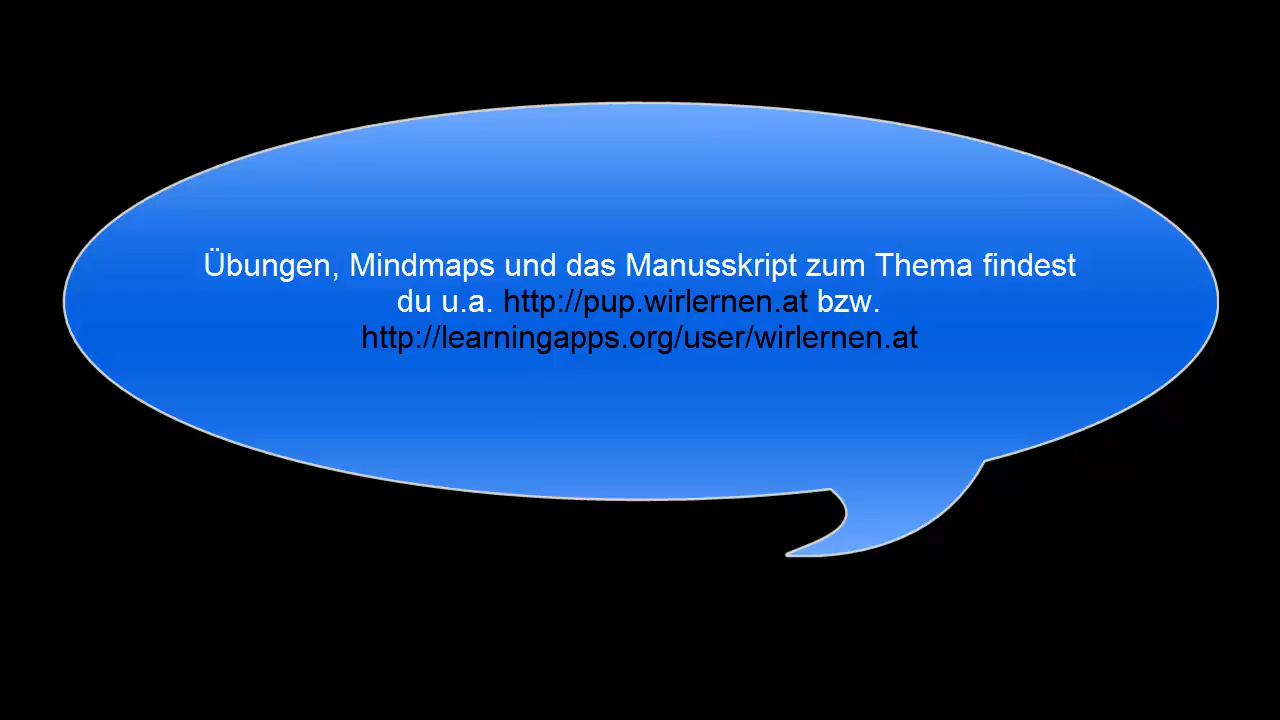 Übungen, Mindmaps und das Manusskript zum Thema findest
du u.a. http://pup.wirlernen.at bzw.
http://learningapps.org/user/wirlernen.at